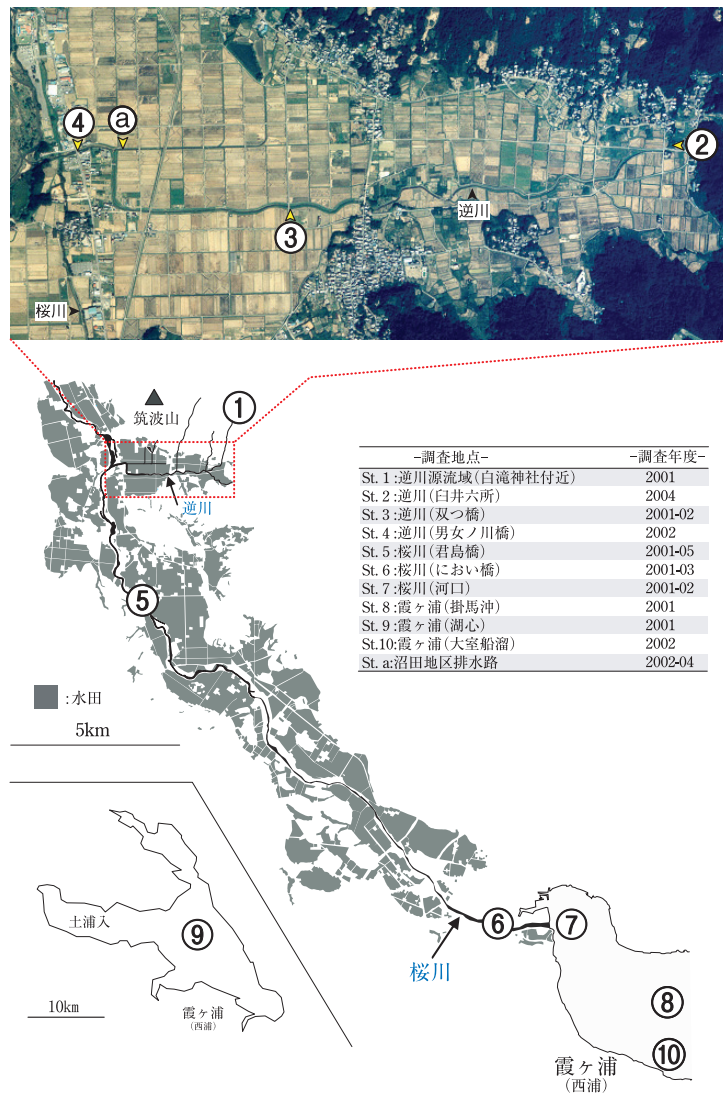 ④
ⓐ
②
逆川
③
桜川
筑波山
①
逆川
−調査地点− −調査年度−
St. 1 :逆川源流域(白滝神社付近) 2001
St. 2 :逆川(臼井六所) 2004
St. 3 :逆川(双つ橋) 2001-02
St. 4 :逆川(男女ノ川橋) 2002
St. 5 :桜川(君島橋) 2001-05
St. 6 :桜川(におい橋) 2001-03
St. 7 :桜川(河口) 2001-02
St. 8 :霞ヶ浦(掛馬沖) 2001
St. 9 :霞ヶ浦(湖心) 2001
St.10:霞ヶ浦(大室船溜) 2002
St. a:沼田地区排水路 2002-04
⑤
:水田
5km
土浦入
⑨
10km
霞ヶ浦
(西浦)
⑥
⑦
桜川
⑧
⑩
霞ヶ浦
(西浦)